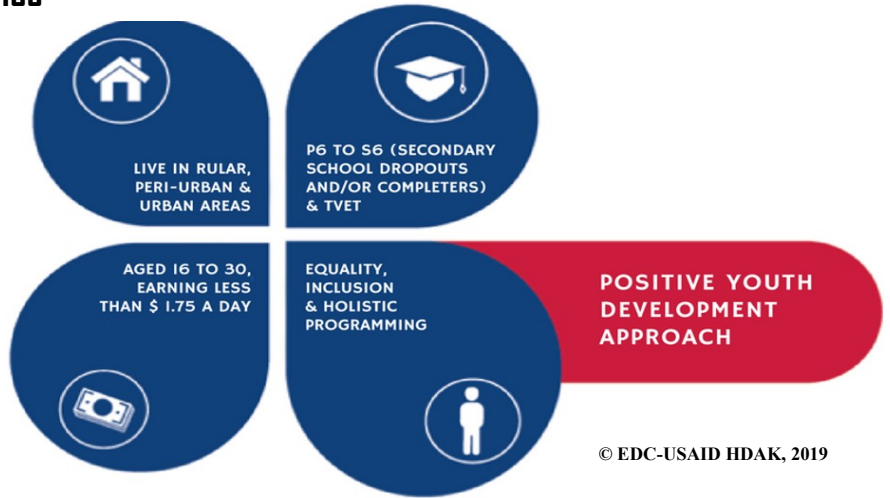 LIVE IN RULAR,
PERI-URBAN &
URBAN AREAS
P6 TO S6 (SECONDARY
SCHOOL DROPOUTS
AND/OR COMPLETERS)
& TVET
AGED 16 TO 30,
EARNING LESS
THAN $ 1.75 A DAY
EQUALITY,
INCLUSION
& HOLISTIC
PROGRAMMING
POSITIVE YOUTH
DEVELOPMENT
APPROACH
© EDC-USAID HDAK, 2019